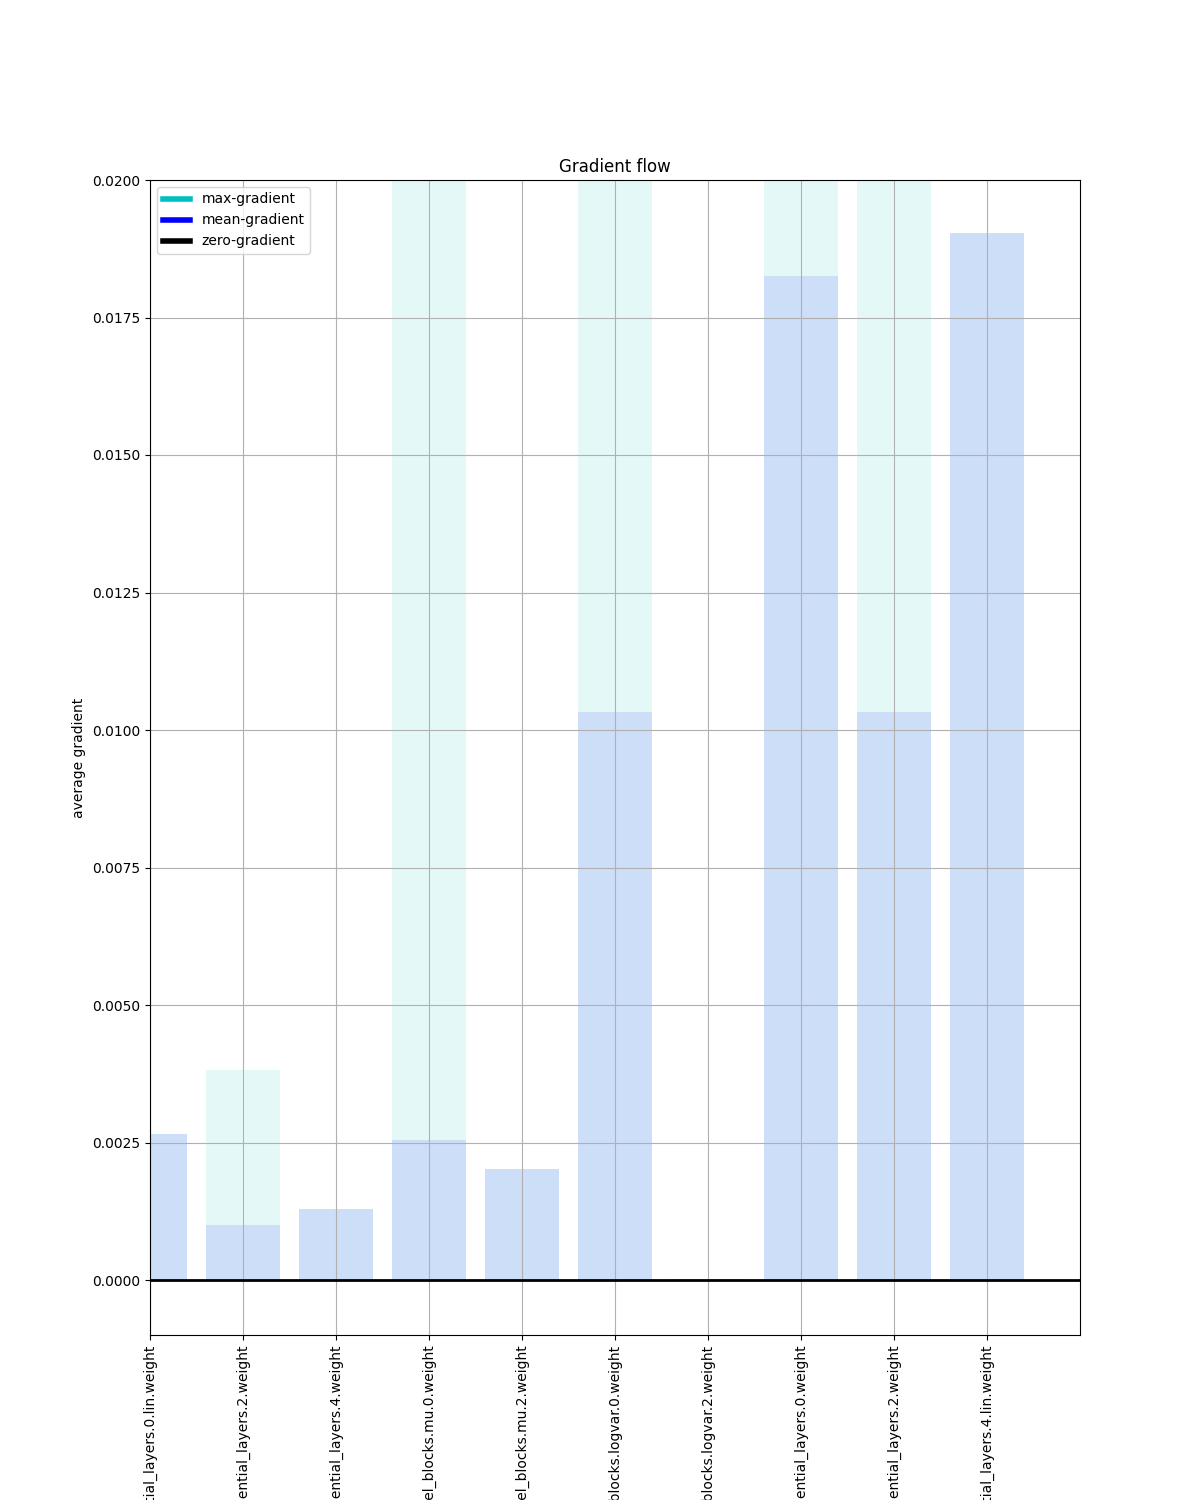 Gradient flow
max-gradient
mean-gradient
zero-gradient
0.0200
0.0175
0.0150
0.0125
0.0100
0.0075
0.0050
0.0025
0.0000
average gradient
tial_layers.0.lin.weight
ential_layers.2.weight
ential_layers.4.weight
el_blocks.mu.0.weight
el_blocks.mu.2.weight
blocks.logvar.0.weight
blocks.logvar.2.weight
ential_layers.0.weight
ential_layers.2.weight
tial_layers.4.lin.weight